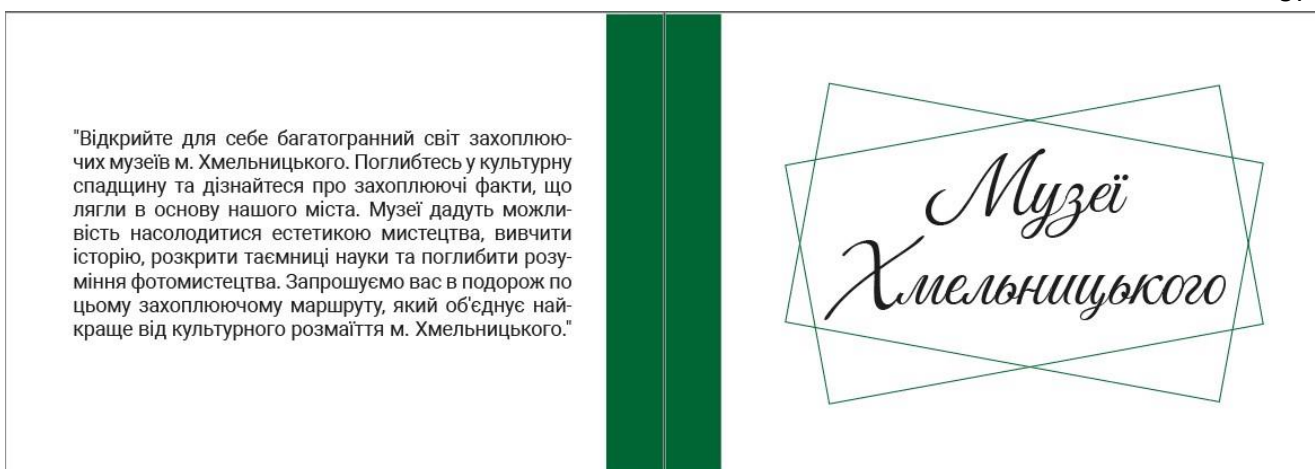 "Відкрийте для себе багатогранний світ захоплюю-
чих музеїв м. Хмельницького. Поглибтесь у культурну
спадщину та дізнайтеся про захоплюючі факти, що
лягли в основу нашого міста. Музеї дадуть можли-
вість насолодитися естетикою мистецтва, вивчити
історію, розкрити таємниці науки та поглибити розу-
міння фотомистецтва. Запрошуємо вас в подорож по
цьому захоплюючому маршруту, який об'єднує най-
краще від культурного розмаїття м. Хмельницького."
Музеї
Хмельницького